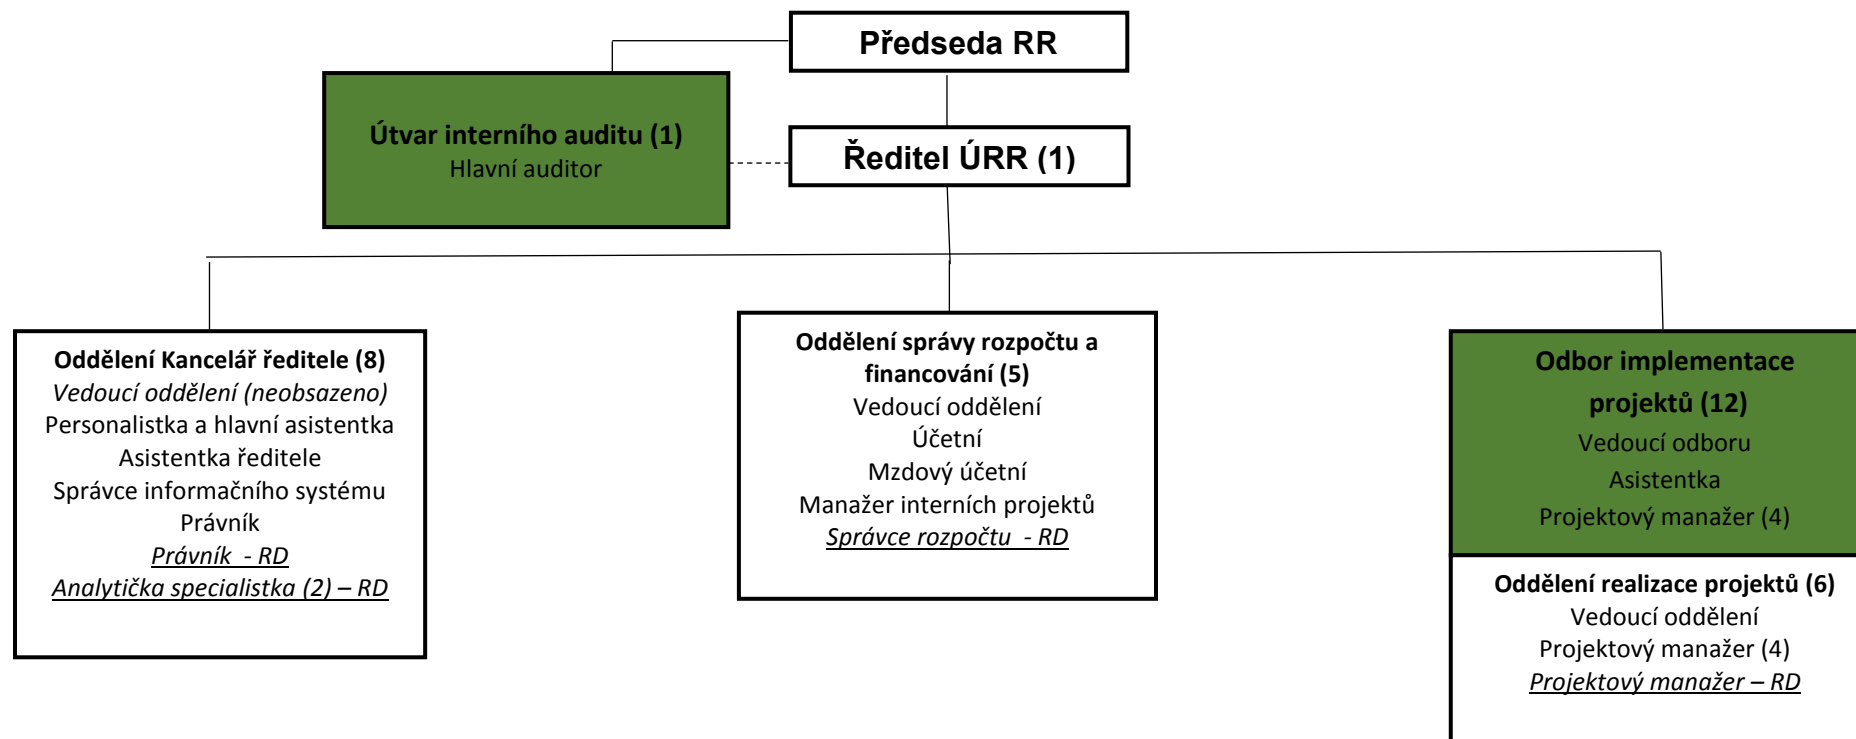 Předseda RR
Útvar interního auditu (1)
Hlavní auditor
Ředitel ÚRR (1)
Oddělení Kancelář ředitele (8)
Vedoucí oddělení (neobsazeno)
Personalistka a hlavní asistentka
Asistentka ředitele
Správce informačního systému
Právník
Právník - RD
Analytička specialistka (2) – RD
Oddělení správy rozpočtu a
financování (5)
Vedoucí oddělení
Účetní
Mzdový účetní
Manažer interních projektů
Správce rozpočtu - RD
Odbor implementace
projektů (12)
Vedoucí odboru
Asistentka
Projektový manažer (4)
Oddělení realizace projektů (6)
Vedoucí oddělení
Projektový manažer (4)
Projektový manažer – RD